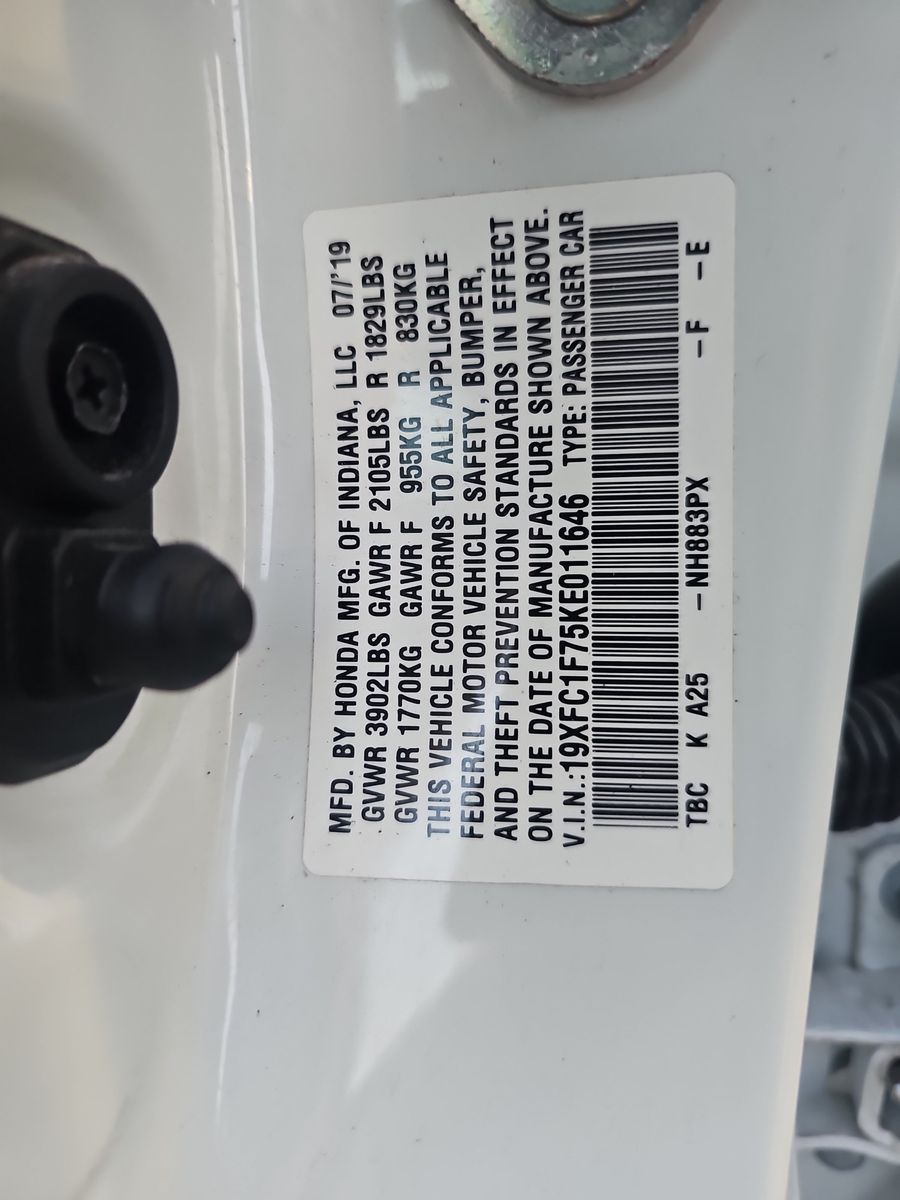 MFD. BY HONDA MFG. OF INDIANA, LLC 07/'19
GVWR 3902LBS GAWR F 2105LBS R 1829LBS
GVWR 1770KG GAWR F 955KG R 830KG
THIS VEHICLE CONFORMS TO ALL APPLICABLE
FEDERAL MOTOR VEHICLE SAFETY, BUMPER,
AND THEFT PREVENTION STANDARDS IN EFFECT
ON THE DATE OF MANUFACTURE SHOWN ABOVE.
V.I.N.:19XFC1F75KE011646 TYPE: PASSENGER CAR
TBC K A25 -NH883PX -F -E